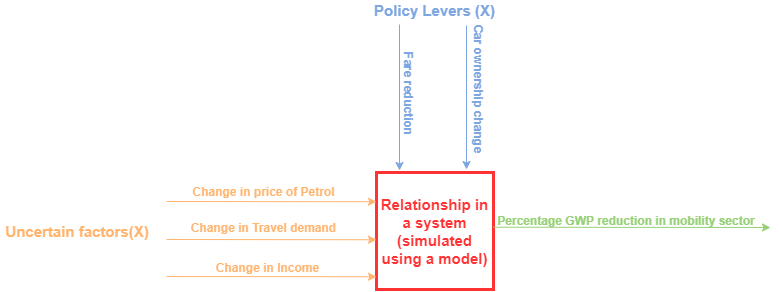 Policy Levers (X)
Fare reduction
Car ownership change
Change in price of Petrol
Change in Travel demand
Change in Income
Uncertain factors(X)
Relationship in
a system
(simulated
using a model)
Percentage GWP reduction in mobility sector